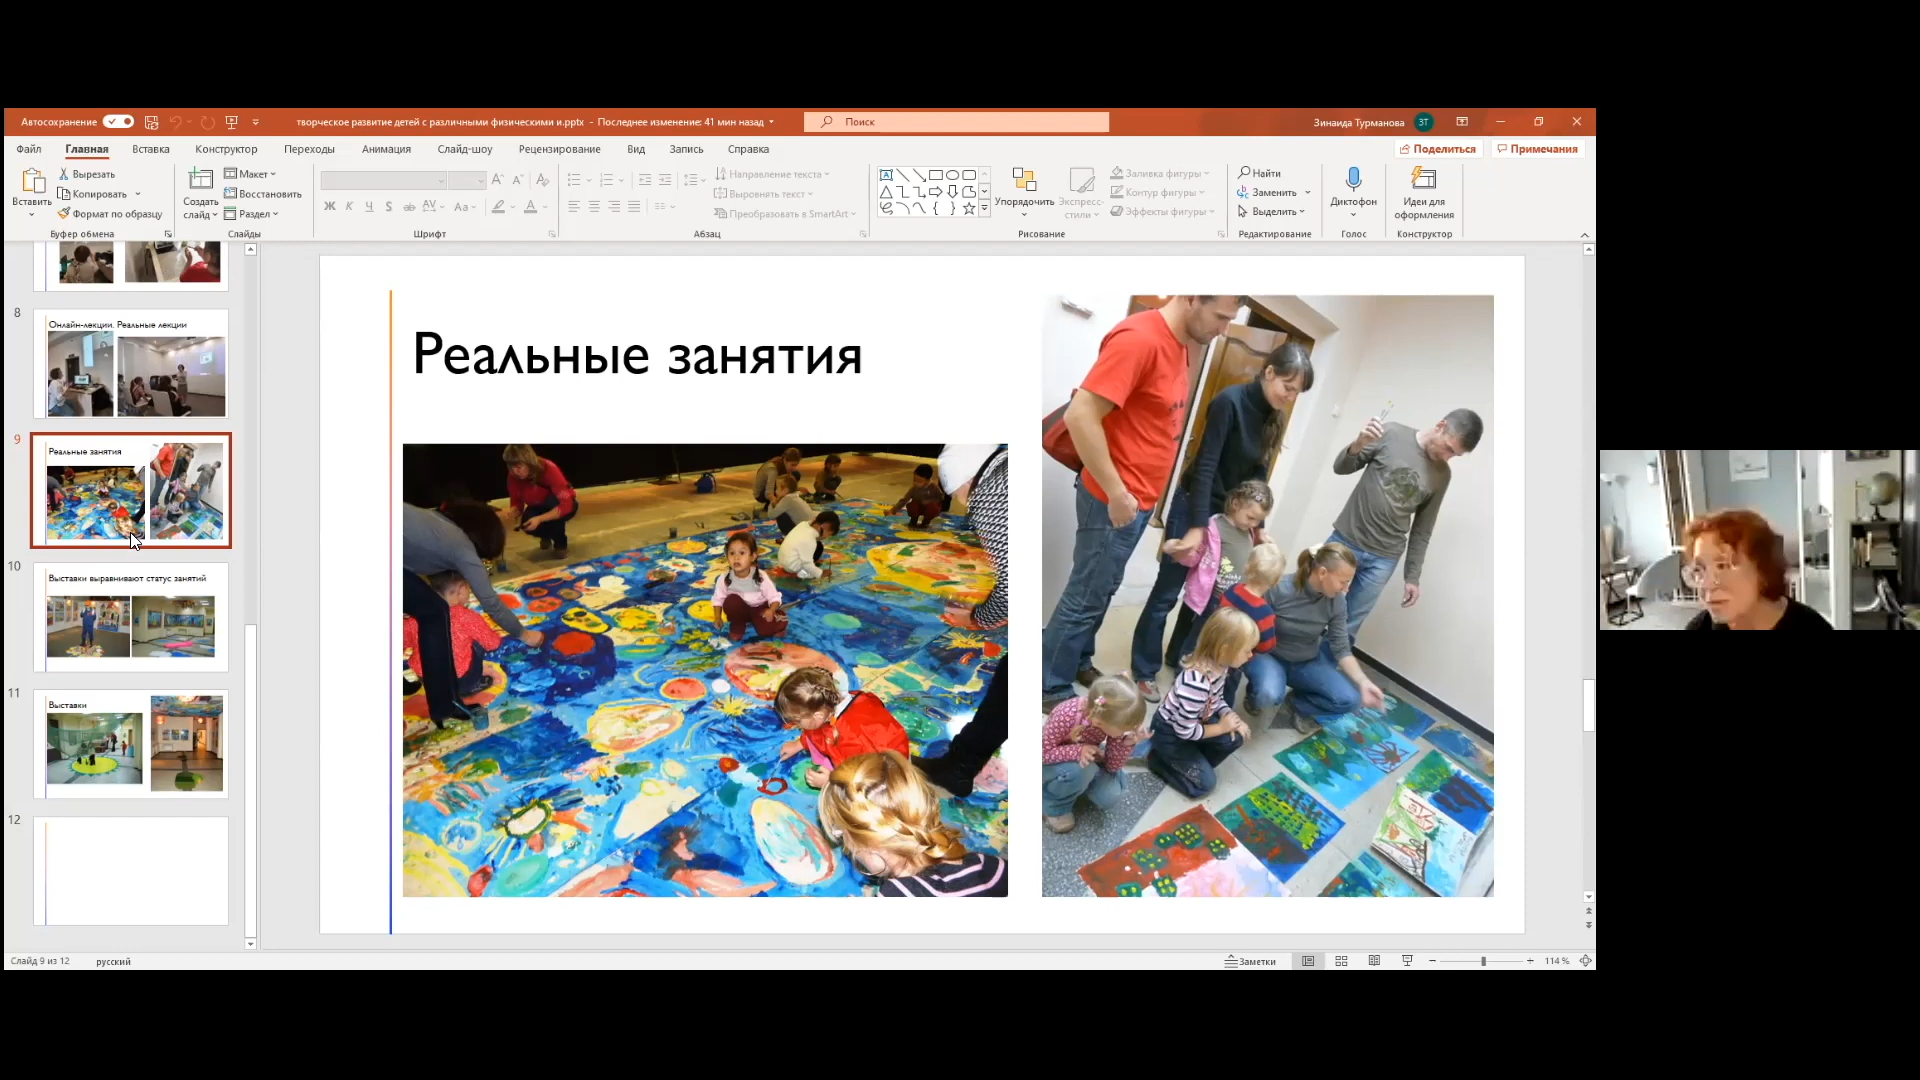 Автосохранение
творческое развитие детей с различными физическими и.pptx - Последнее изменение: 41 мин назад
Поиск
Зинаида Турманова
ЗТ
Файл Главная Вставка Конструктор Переходы Анимация Слайд-шоу Рецензирование Вид Запись Справка
Поделиться
Примечания
Вставить
Вырезать
Копировать
Формат по образцу
Буфер обмена
Создать
слайд
Макет
Восстановить
Раздел
Слайды
Ж К Ч S ab AV Aa A
Шрифт
Направление текста
Выровнять текст
Преобразовать в SmartArt
Абзац
Упорядочить
Экспресс-
стили
Заливка фигуры
Контур фигуры
Эффекты фигуры
Рисование
Найти
Заменить
Выделить
Редактирование
Диктофон
Голос
Идеи для
оформления
Конструктор
8
Онлайн-лекции. Реальные лекции
9
Реальные занятия
10
Выставки выравнивают статус занятий
11
Выставки
12
Реальные занятия
Слайд 9 из 12
русский
Заметки
114 %